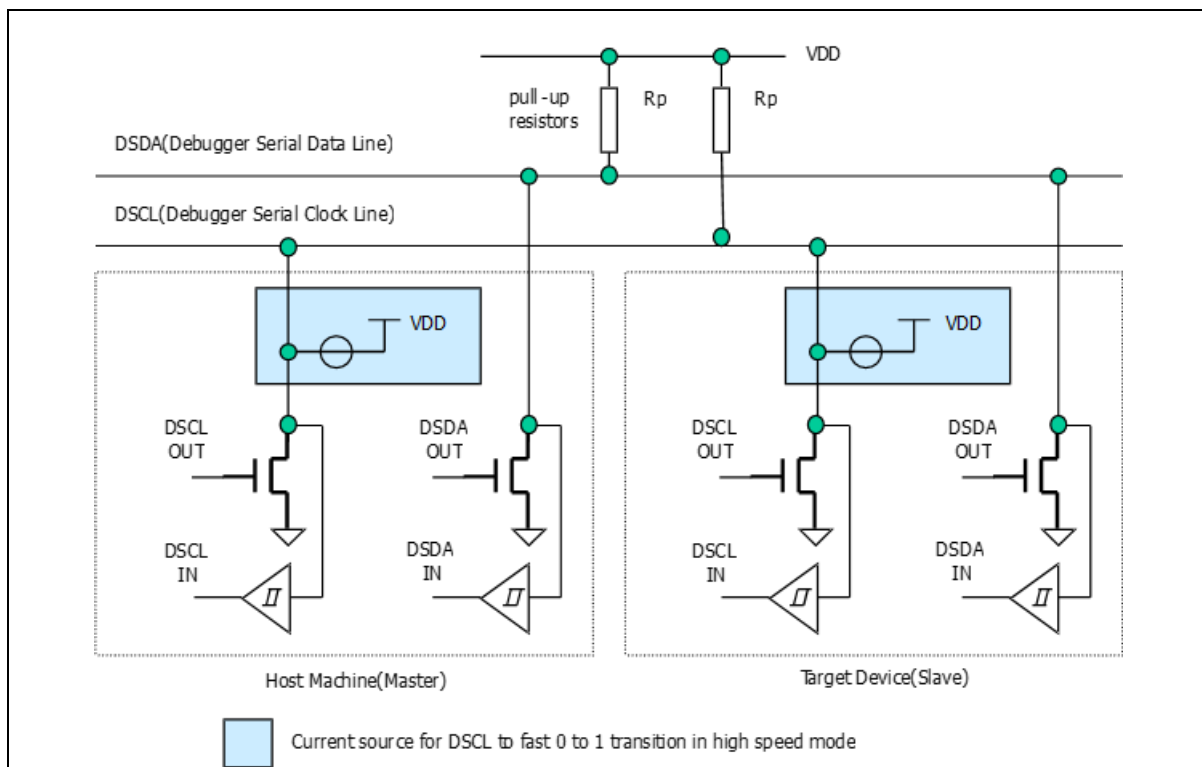 VDD
pull -up
resistors
Rp
Rp
DSDA(Debugger Serial Data Line)
DSCL(Debugger Serial Clock Line)
VDD
VDD
DSCL
OUT
DSDA
OUT
DSCL
OUT
DSDA
OUT
DSCL
IN
DSDA
IN
DSCL
IN
DSDA
IN
Host Machine(Master)
Target Device(Slave)
Current source for DSCL to fast 0 to 1 transition in high speed mode